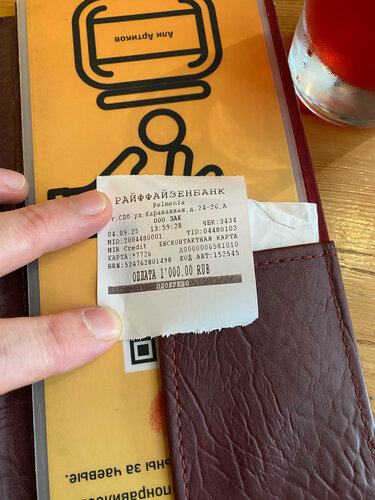 Али Артиков
РАЙФФАЙЗЕНБАНК
Pelmenia
Г.СПб ул.Караванная,д.24-26,А
ООО ЗАК
04.09.25 13:59:28 ЧЕК:3434
MID:2004480001 TID:04480102
MIR Credit БЕСКОНТАКТНАЯ КАРТА
КАРТА:*7726 A0000006581010
RRN:524762801498 КОД АВТ:152545
ОПЛАТА 1'000.00 RUB
ОДОБРЕНО
понравилось
ны за чаевые.